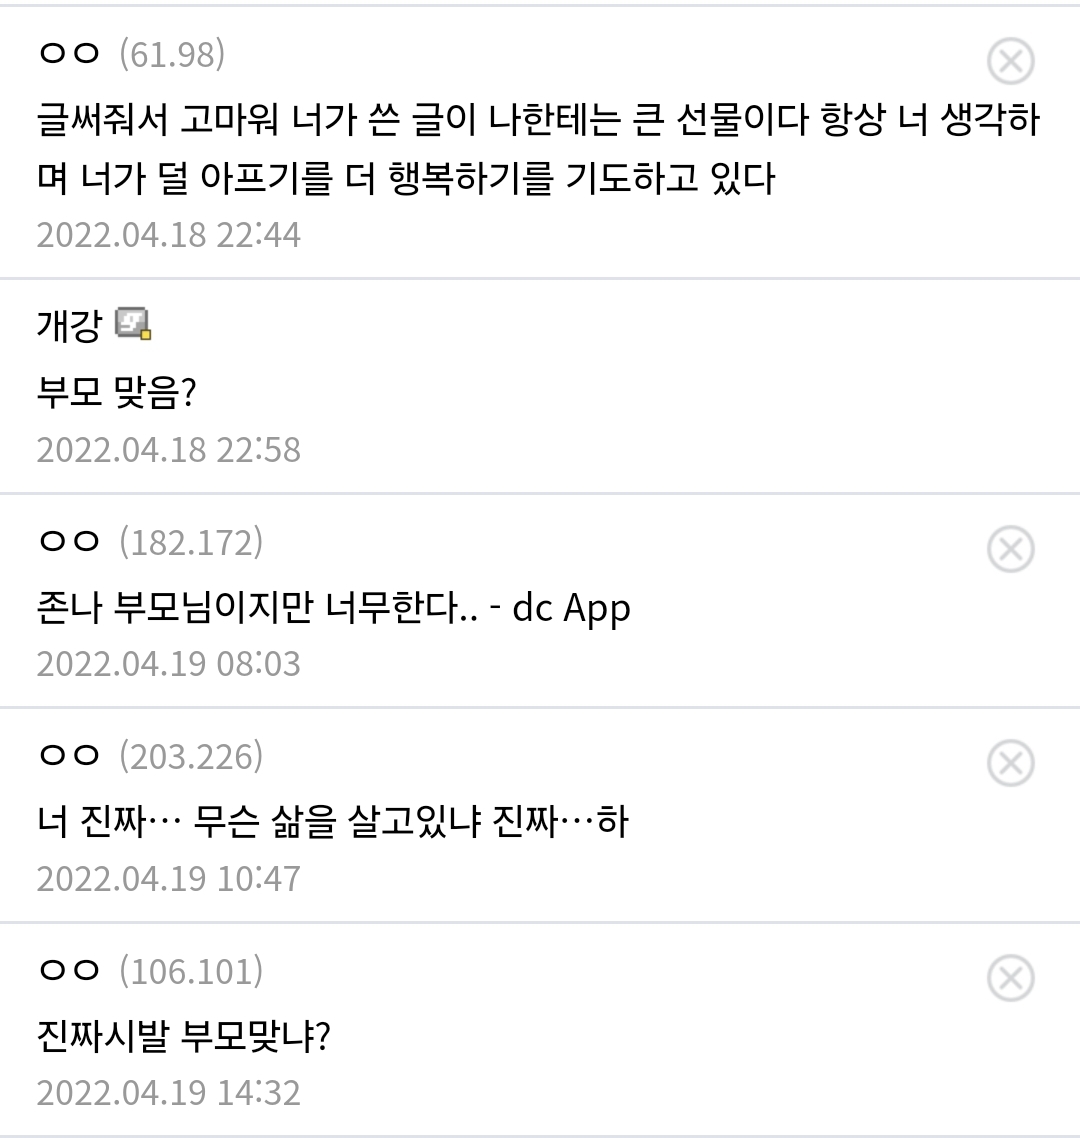 ㅇㅇ (61.98)
글써줘서 고마워 너가 쓴 글이 나한테는 큰 선물이다 항상 너 생각하
며 너가 덜 아프기를 더 행복하기를 기도하고 있다
2022.04.18 22:44
개강
부모 맞음?
2022.04.18 22:58
ㅇㅇ (182.172)
존나 부모님이지만 너무한다.. - dc App
2022.04.19 08:03
ㅇㅇ (203.226)
너 진짜… 무슨 삶을 살고있냐 진짜…하
2022.04.19 10:47
ㅇㅇ (106.101)
진짜시발 부모맞냐?
2022.04.19 14:32